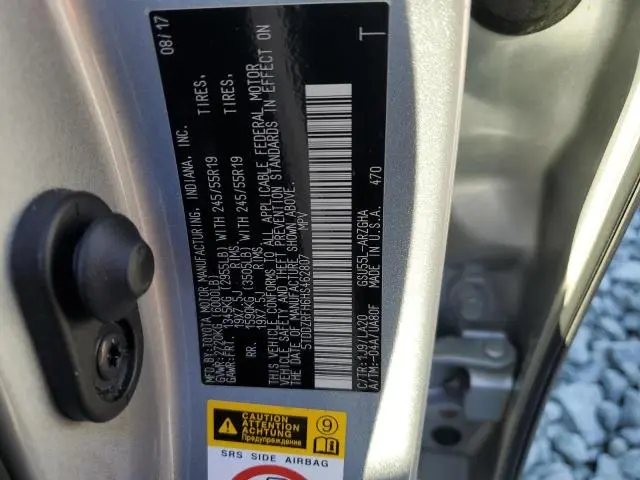 MFD.BY:TOYOTA MOTOR MANUFACTURING, INDIANA, INC. 08/17
GVWR:2720KG (6000LB)
GAWR:FRT. 1345KG (2965LB) WITH 245/55R19 TIRES,
19X7.5J RIMS,
RR. 1590KG (3505LB) WITH 245/55R19 TIRES,
19X7.5J RIMS
THIS VEHICLE CONFORMS TO ALL APPLICABLE FEDERAL MOTOR
VEHICLE SAFETY AND THEFT PREVENTION STANDARDS IN EFFECT ON
THE DATE OF MANUFACTURE SHOWN ABOVE.
5TDDZRFH6HS462807 MPV
T
C/TR:1J9/LA20 GSU55L-ARZGHA
A/TM:-04A/UA80F MADE IN U.S.A. 470
CAUTION
ATTENTION
ACHTUNG
Предупреждение
9
SRS SIDE AIRBAG